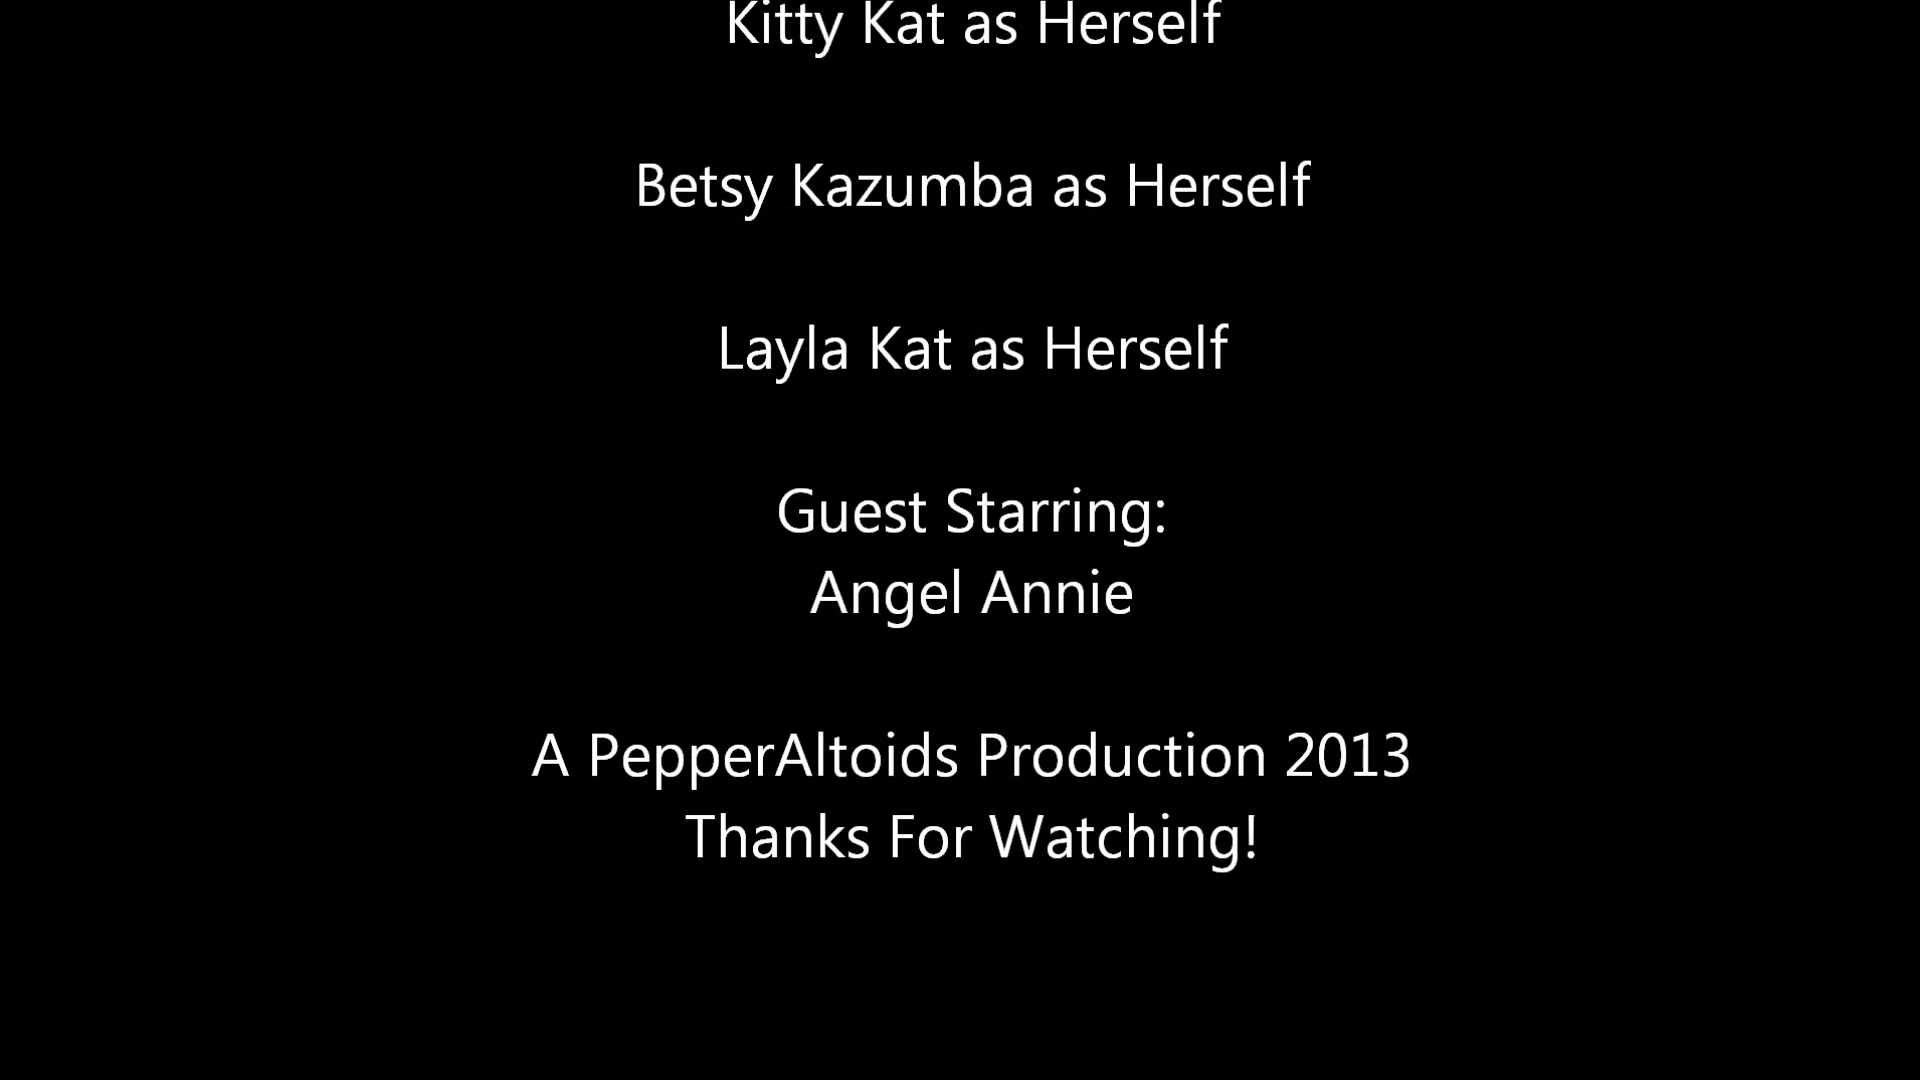 Kitty Kat as Herself
Betsy Kazumba as Herself
Layla Kat as Herself
Guest Starring:
Angel Annie
A PepperAltoids Production 2013
Thanks For Watching!